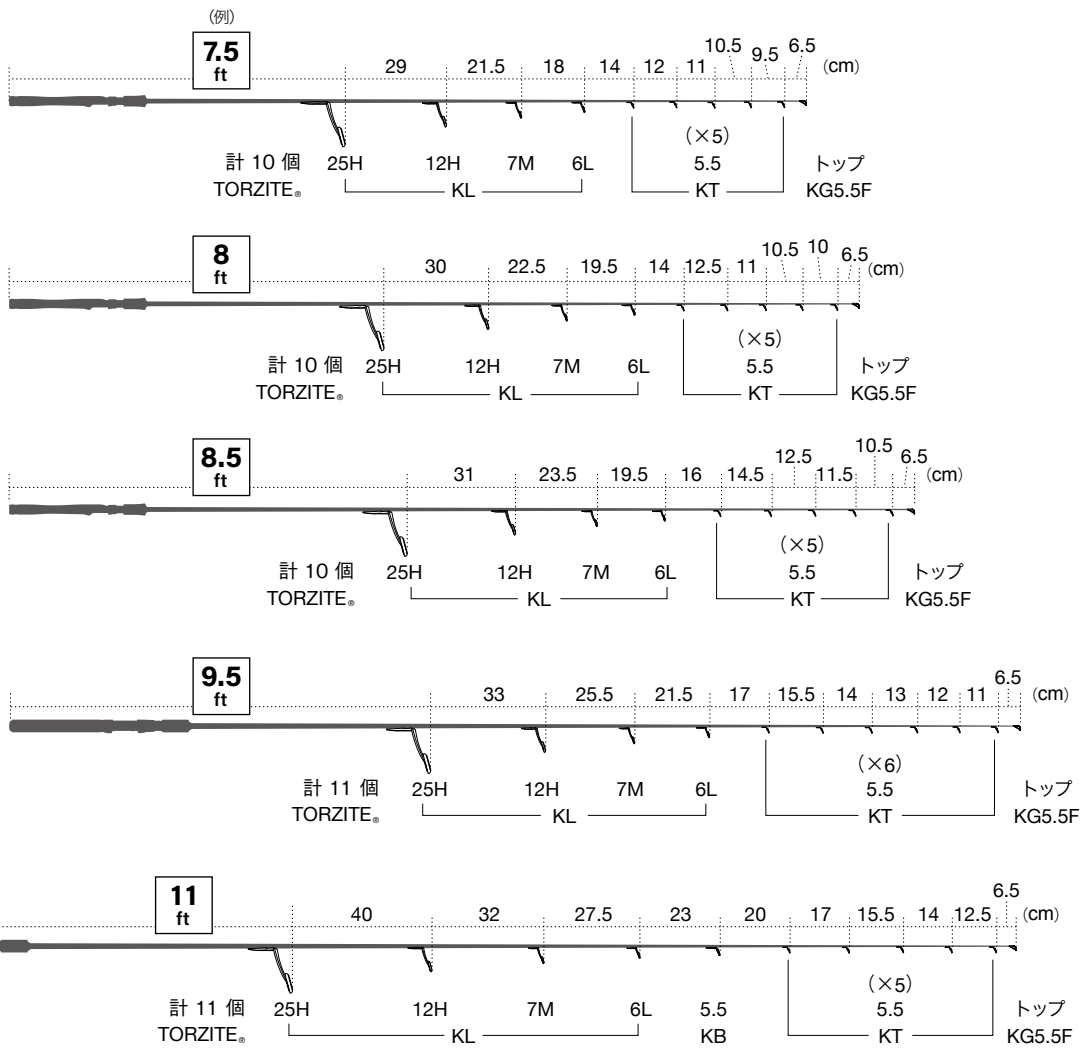 (例)
7.5
ft
29 21.5 18 14 12 11 10.5 9.5 6.5 (cm)
(×5)
計 10 個 25H 12H 7M 6L 5.5 トップ
TORZITE® KL KT KG5.5F
8
ft
30 22.5 19.5 14 12.5 11 10.5 10 6.5 (cm)
(×5)
計 10 個 25H 12H 7M 6L 5.5 トップ
TORZITE® KL KT KG5.5F
8.5
ft
31 23.5 19.5 16 14.5 12.5 11.5 10.5 6.5 (cm)
(×5)
計 10 個 25H 12H 7M 6L 5.5 トップ
TORZITE® KL KT KG5.5F
9.5
ft
33 25.5 21.5 17 15.5 14 13 12 11 6.5 (cm)
(×6)
計 11 個 25H 12H 7M 6L 5.5 トップ
TORZITE® KL KT KG5.5F
11
ft
40 32 27.5 23 20 17 15.5 14 12.5 6.5 (cm)
(×5)
計 11 個 25H 12H 7M 6L 5.5 5.5 トップ
TORZITE® KL KB KT KG5.5F